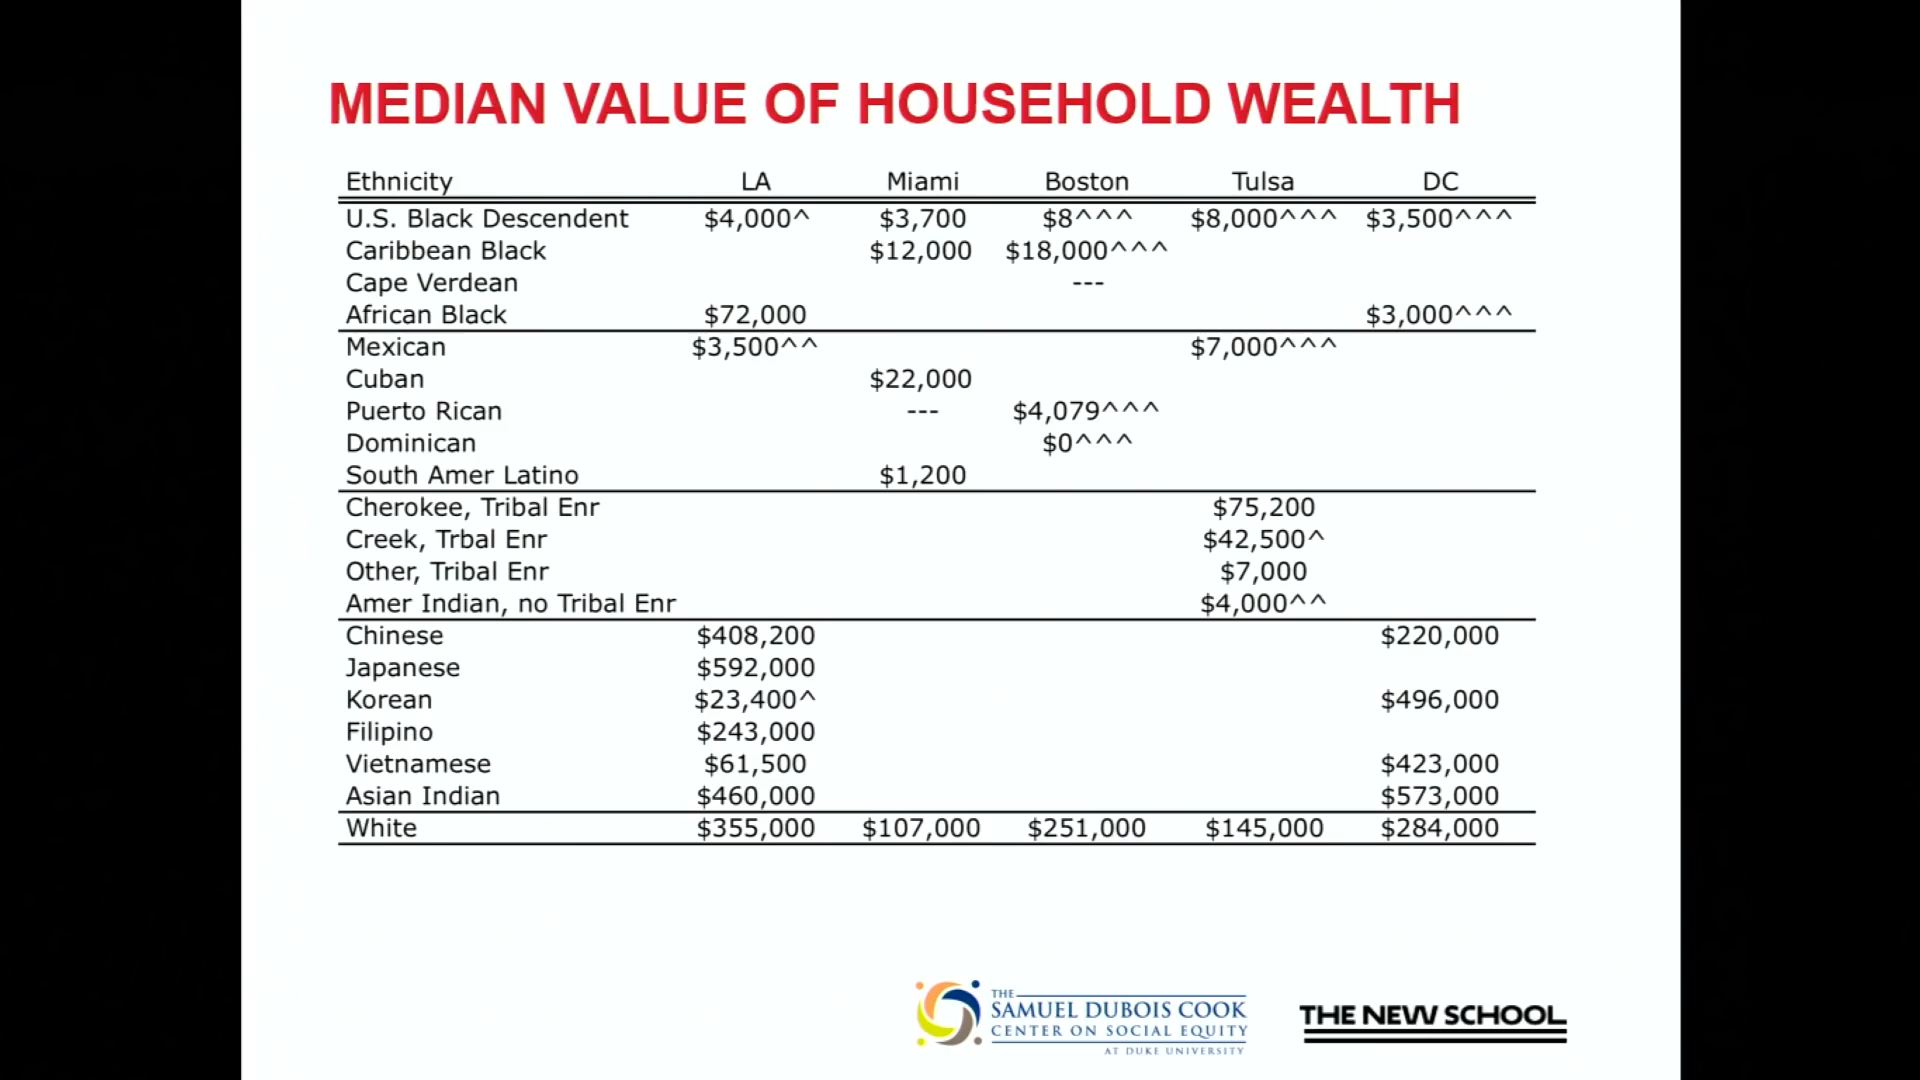 MEDIAN VALUE OF HOUSEHOLD WEALTH
Ethnicity LA Miami Boston Tulsa DC
U.S. Black Descendent $4,000^ $3,700 $8^^^ $8,000^^^ $3,500^^^
Caribbean Black $12,000 $18,000^^^
Cape Verdean ---
African Black $72,000 $3,000^^^
Mexican $3,500^^ $7,000^^^
Cuban $22,000
Puerto Rican --- $4,079^^^
Dominican $0^^^
South Amer Latino $1,200
Cherokee, Tribal Enr $75,200
Creek, Trbal Enr $42,500^
Other, Tribal Enr $7,000
Amer Indian, no Tribal Enr $4,000^^
Chinese $408,200 $220,000
Japanese $592,000
Korean $23,400^ $496,000
Filipino $243,000
Vietnamese $61,500 $423,000
Asian Indian $460,000 $573,000
White $355,000 $107,000 $251,000 $145,000 $284,000
THE
SAMUEL DUBOIS COOK
CENTER ON SOCIAL EQUITY
AT DUKE UNIVERSITY
THE NEW SCHOOL